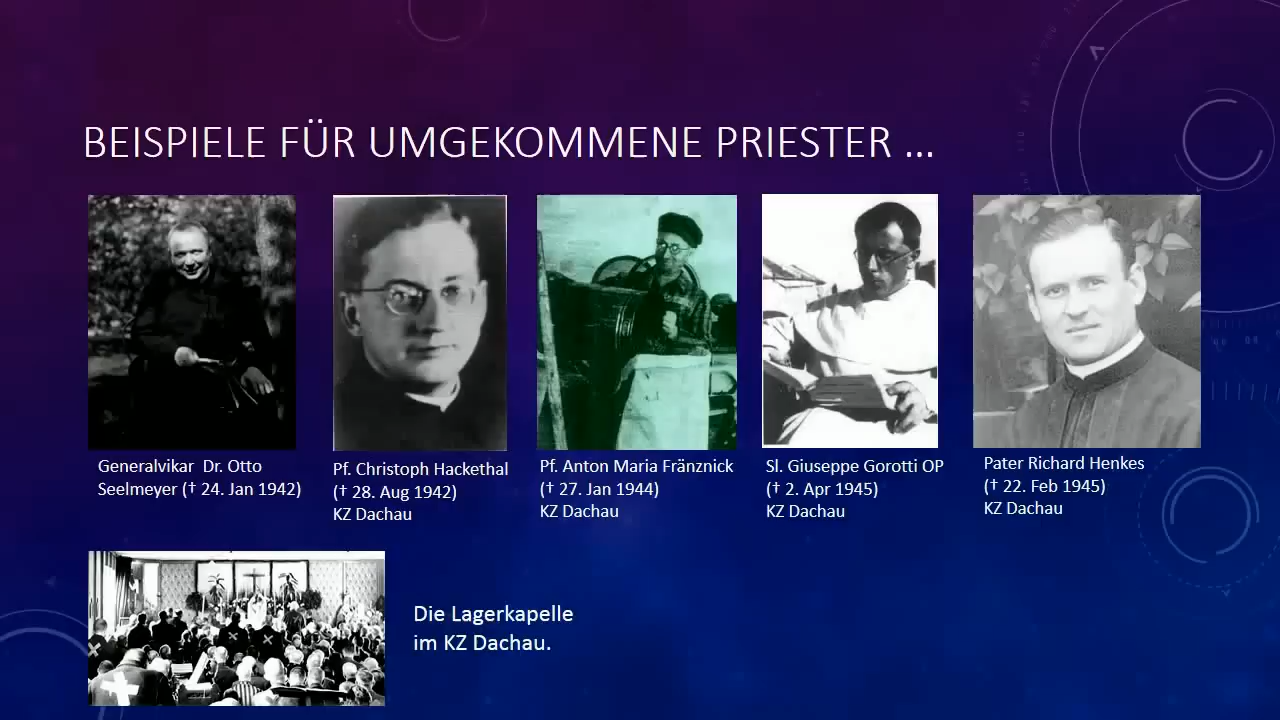 BEISPIELE FÜR UMGEKOMMENE PRIESTER ...
Generalvikar Dr. Otto
Seelmeyer († 24. Jan 1942)
Pf. Christoph Hackethal
(† 28. Aug 1942)
KZ Dachau
Pf. Anton Maria Fränznick
(† 27. Jan 1944)
KZ Dachau
Sl. Giuseppe Gorotti OP
(† 2. Apr 1945)
KZ Dachau
Pater Richard Henkes
(† 22. Feb 1945)
KZ Dachau
Die Lagerkapelle
im KZ Dachau.